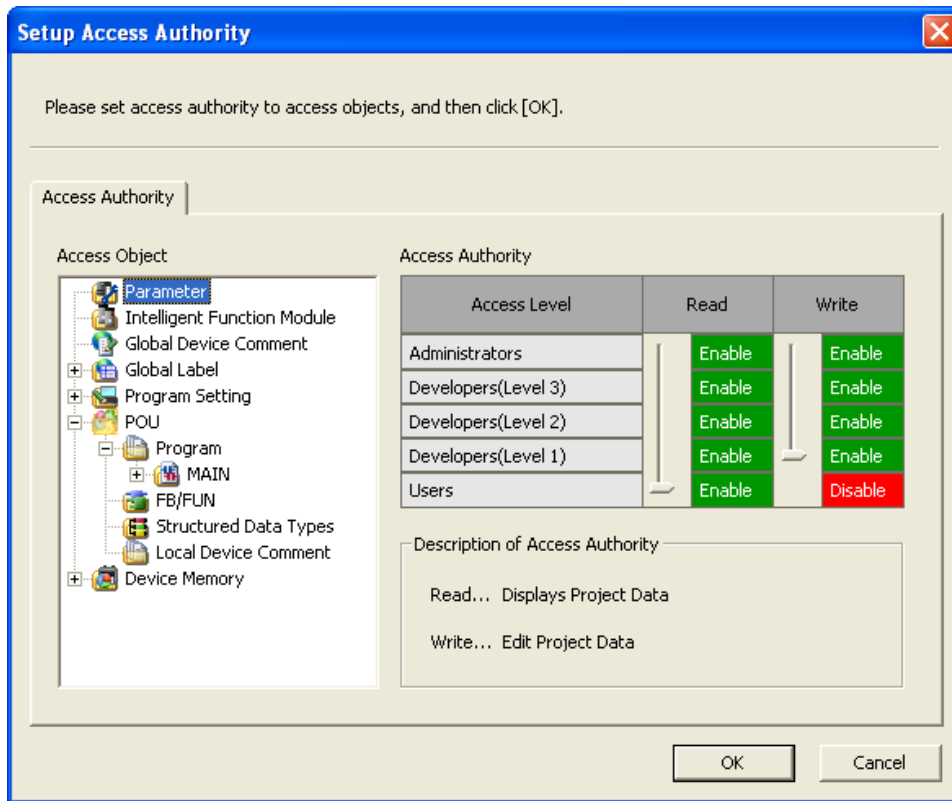 Setup Access Authority
Please set access authority to access objects, and then click [OK].
Access Authority
Access Object
Parameter
Intelligent Function Module
Global Device Comment
Global Label
Program Setting
POU
Program
MAIN
FB/FUN
Structured Data Types
Local Device Comment
Device Memory
Access Authority
Access Level Read Write
Administrators Enable Enable
Developers(Level 3) Enable Enable
Developers(Level 2) Enable Enable
Developers(Level 1) Enable Enable
Users Enable Disable
Description of Access Authority
Read... Displays Project Data
Write... Edit Project Data
OK Cancel